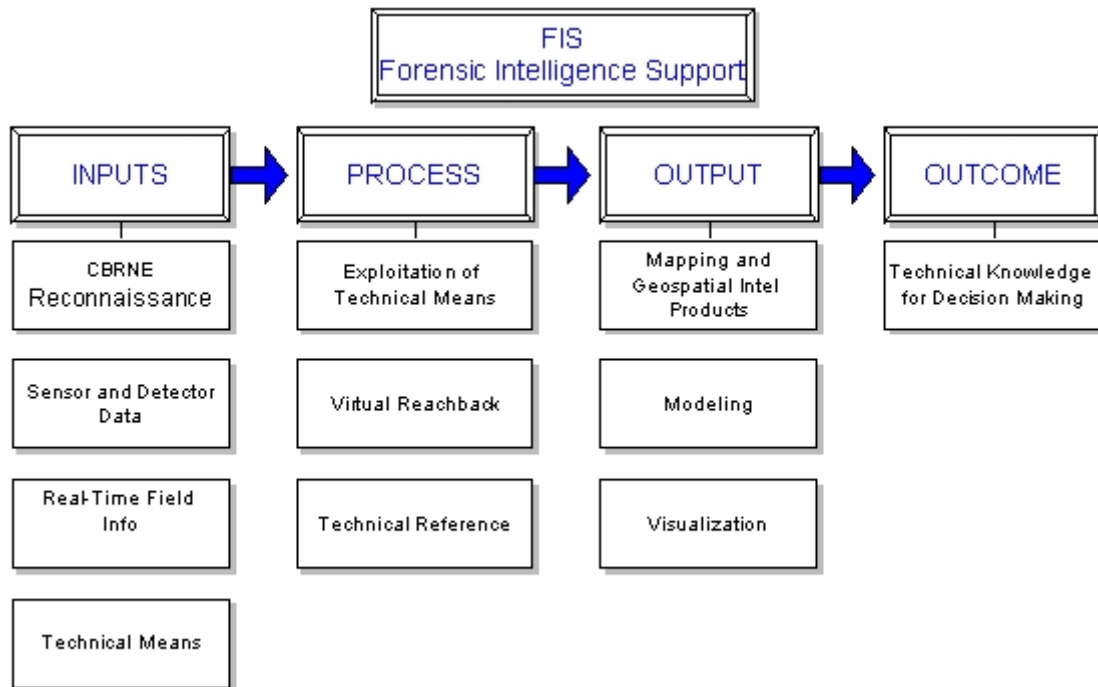 FIS
Forensic Intelligence Support
INPUTS
PROCESS
OUTPUT
OUTCOME
CBRNE
Reconnaissance
Exploitation of
Technical Means
Mapping and
Geospatial Intel
Products
Technical Knowledge
for Decision Making
Sensor and Detector
Data
Virtual Reachback
Modeling
Real-Time Field
Info
Technical Reference
Visualization
Technical Means